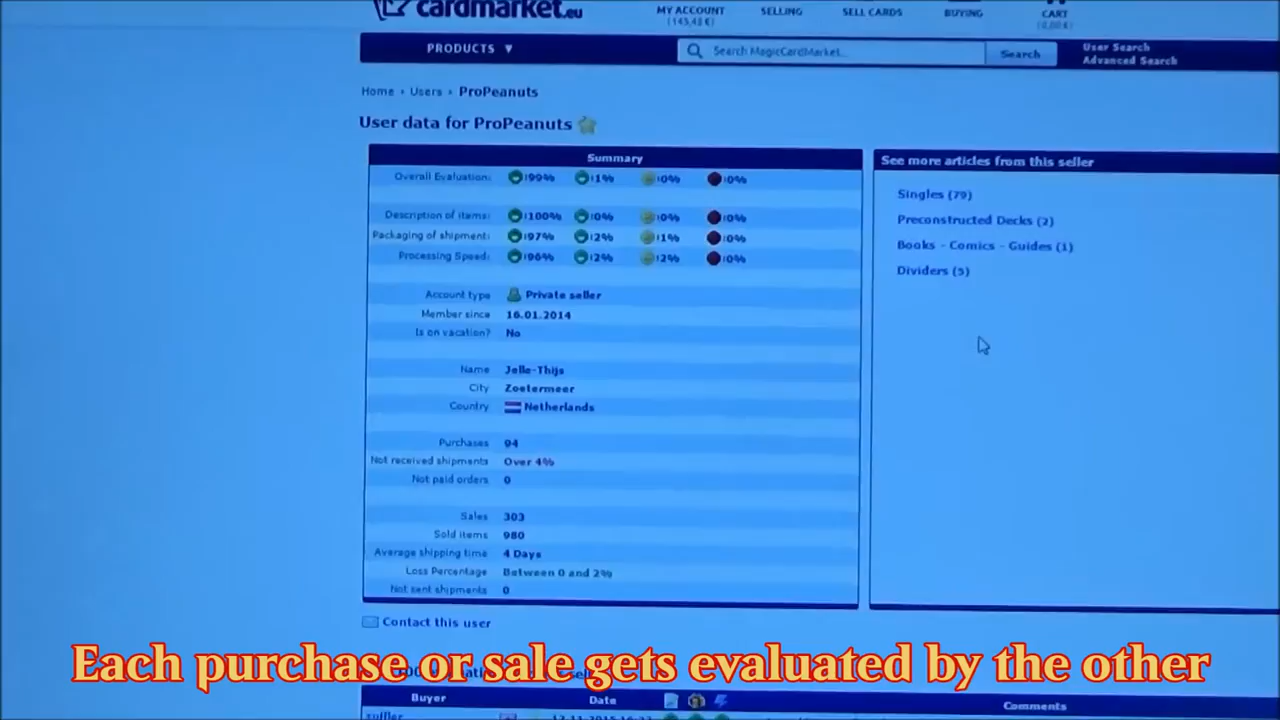 cardmarket.eu
MY ACCOUNT
(145,48 €)
SELLING
SELL CARDS
BUYING
CART
(0,00 €)
PRODUCTS ▼
Search MagicCardMarket...
Search
User Search
Advanced Search
Home › Users › ProPeanuts
User data for ProPeanuts
Summary
Overall Evaluation: :99% :1% :0% :0%
Description of items: :100% :0% :0% :0%
Packaging of shipment: :97% :2% :1% :0%
Processing Speed: :96% :2% :2% :0%
Account type Private seller
Member since 16.01.2014
Is on vacation? No
Name Jelle-Thijs
City Zoetermeer
Country Netherlands
Purchases 94
Not received shipments Over 4%
Not paid orders 0
Sales 303
Sold items 980
Average shipping time 4 Days
Loss Percentage Between 0 and 2%
Not sent shipments 0
See more articles from this seller
Singles (79)
Preconstructed Decks (2)
Books - Comics - Guides (1)
Dividers (5)
Contact this user
Each purchase or sale gets evaluated by the other
Buyer Date Comments